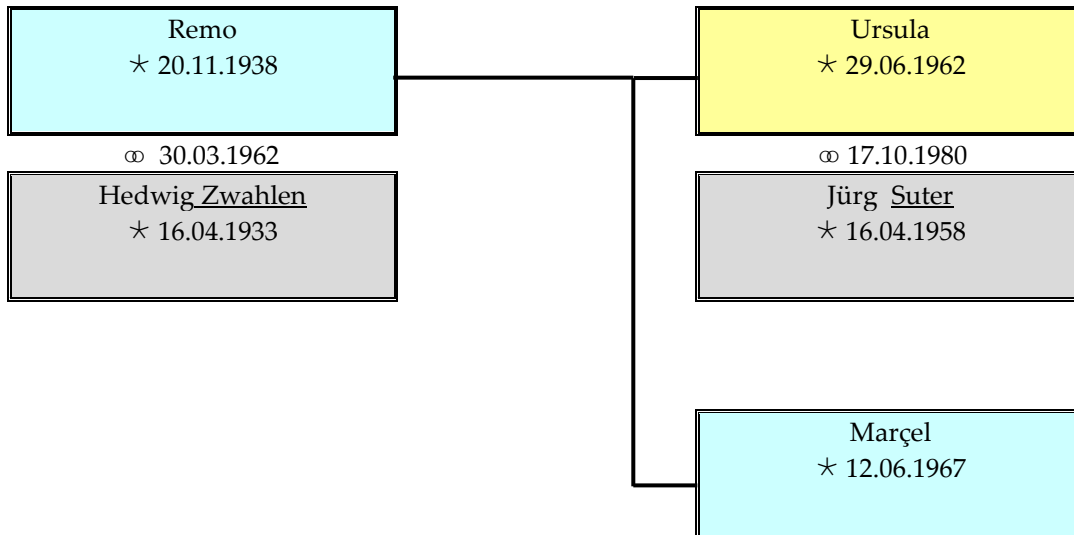 Remo
* 20.11.1938
⚭ 30.03.1962
Hedwig Zwahlen
* 16.04.1933
Ursula
* 29.06.1962
⚭ 17.10.1980
Jürg Suter
* 16.04.1958
Marçel
* 12.06.1967